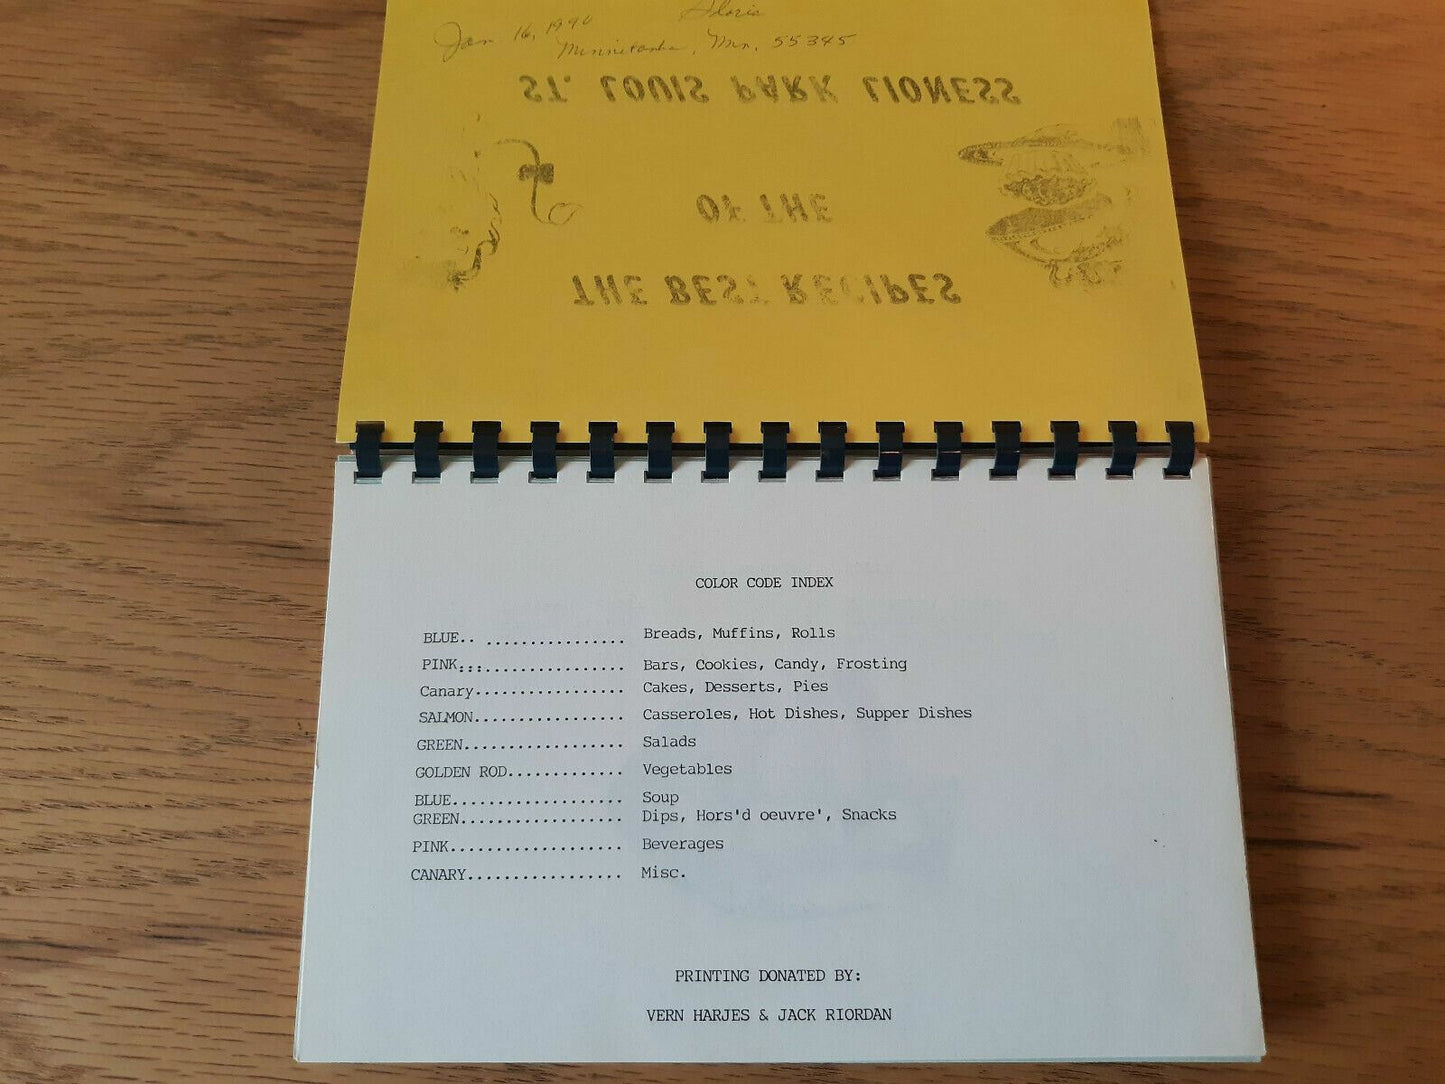 Gloria
Jan 16, 1990
Minnetonka, Mn. 55345
ST. LOUIS PARK LIONESS
OF THE
THE BEST RECIPES
COLOR CODE INDEX
BLUE.. ................ Breads, Muffins, Rolls
PINK:::................ Bars, Cookies, Candy, Frosting
Canary................. Cakes, Desserts, Pies
SALMON................. Casseroles, Hot Dishes, Supper Dishes
GREEN.................. Salads
GOLDEN ROD............. Vegetables
BLUE................... Soup
GREEN.................. Dips, Hors'd oeuvre', Snacks
PINK................... Beverages
CANARY................. Misc.
PRINTING DONATED BY:
VERN HARJES & JACK RIORDAN